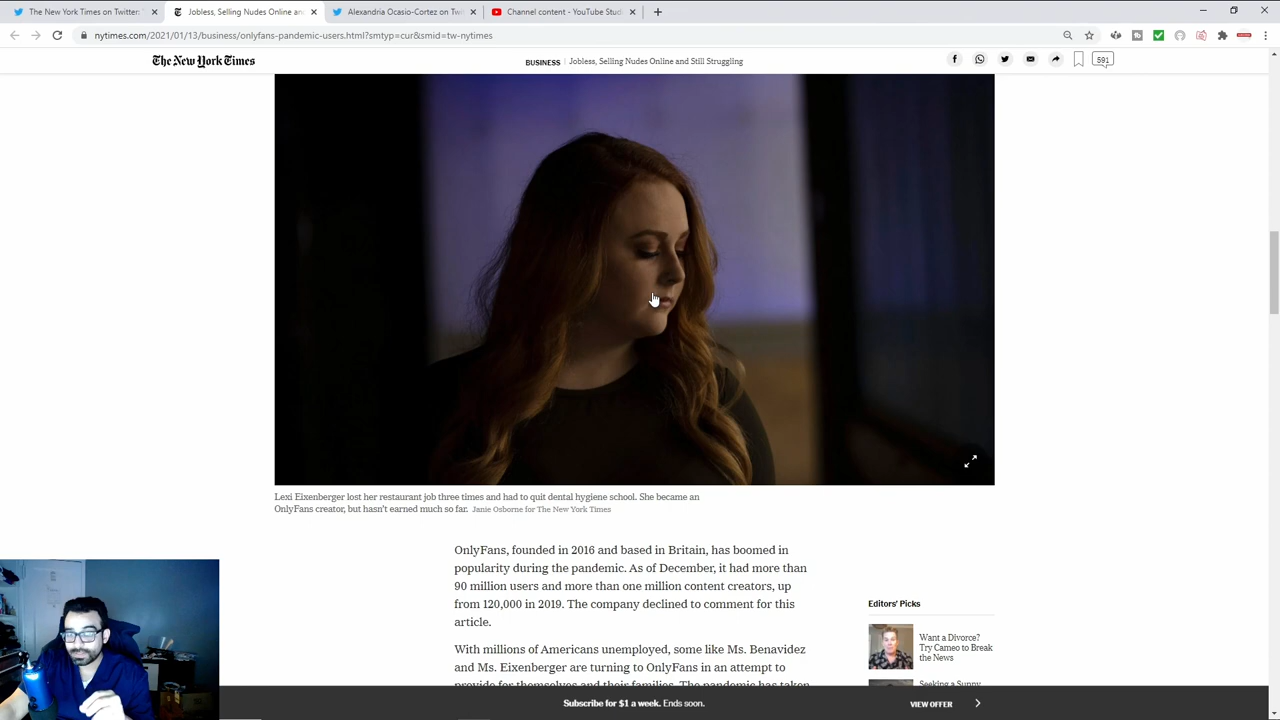 The New York Times on Twitter:
Jobless, Selling Nudes Online and
Alexandria Ocasio-Cortez on Twit
Channel content - YouTube Stud
nytimes.com/2021/01/13/business/onlyfans-pandemic-users.html?smtyp=cur&smid=tw-nytimes
The New York Times
BUSINESS | Jobless, Selling Nudes Online and Still Struggling
591
Lexi Eixenberger lost her restaurant job three times and had to quit dental hygiene school. She became an
OnlyFans creator, but hasn't earned much so far. Janie Osborne for The New York Times
OnlyFans, founded in 2016 and based in Britain, has boomed in
popularity during the pandemic. As of December, it had more than
90 million users and more than one million content creators, up
from 120,000 in 2019. The company declined to comment for this
article.
With millions of Americans unemployed, some like Ms. Benavidez
and Ms. Eixenberger are turning to OnlyFans in an attempt to
provide for themselves and their families. The pandemic has taken
Editors' Picks
Want a Divorce?
Try Cameo to Break
the News
Seeking a Sunny
Subscribe for $1 a week. Ends soon.
VIEW OFFER